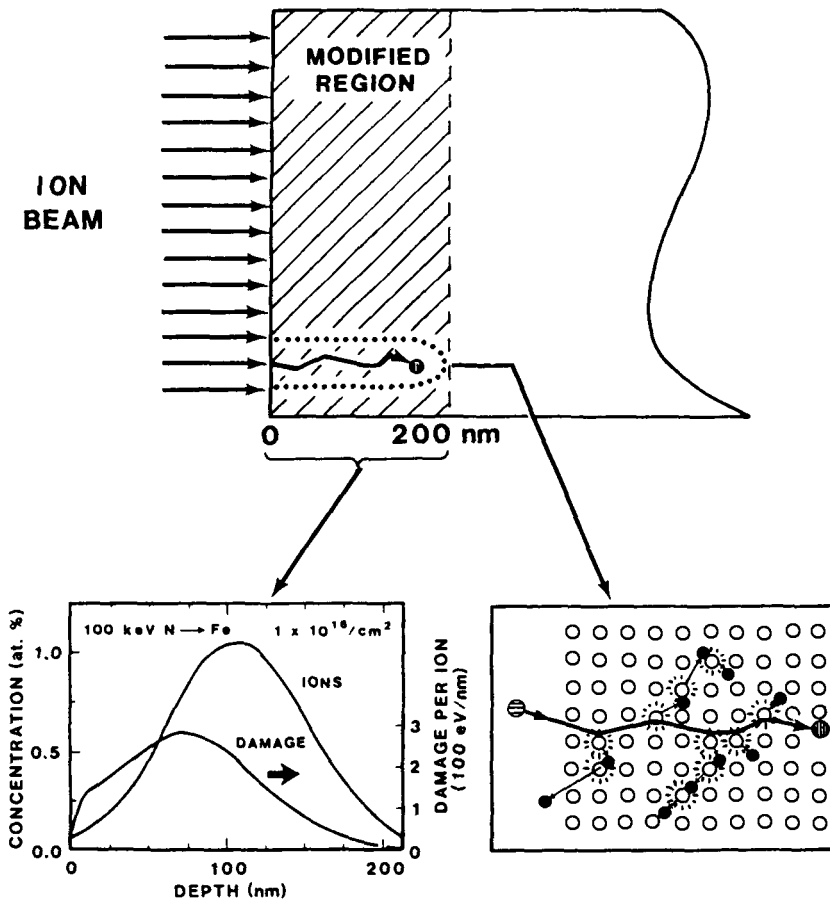 MODIFIED
REGION
ION
BEAM
0 200 nm
100 keV N → Fe 1 x 10¹⁶/cm²
IONS
DAMAGE
CONCENTRATION (at. %)
1.0
0.5
0.0
DAMAGE PER ION
(100 eV/nm)
3
2
1
0
0 100 200
DEPTH (nm)